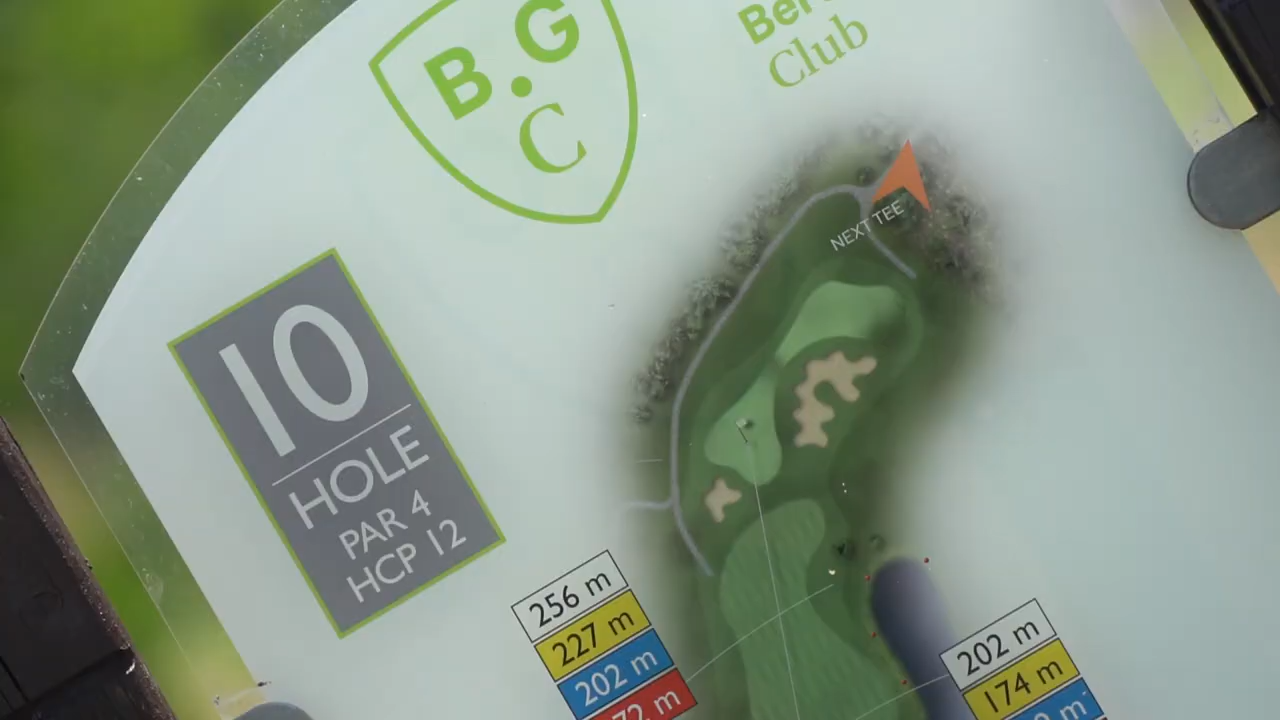 B.G
C
Club
NEXT TEE
10
HOLE
PAR 4
HCP 12
256 m
227 m
202 m
202 m
174 m